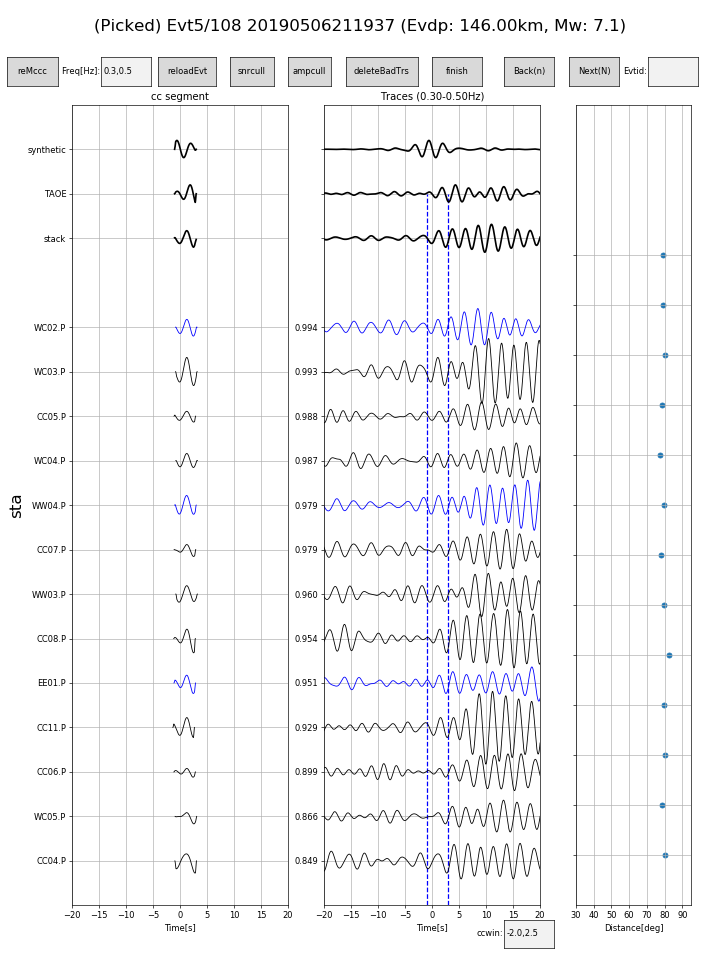 (Picked) Evt5/108 20190506211937 (Evdp: 146.00km, Mw: 7.1)
reMccc Freq[Hz]: 0.3,0.5 reloadEvt snrcull ampcull deleteBadTrs finish Back(n) Next(N) Evtid:
cc segment Traces (0.30-0.50Hz)
synthetic
TAOE
stack
WC02.P 0.994
WC03.P 0.993
CC05.P 0.988
WC04.P 0.987
WW04.P 0.979
sta
CC07.P 0.979
WW03.P 0.960
CC08.P 0.954
EE01.P 0.951
CC11.P 0.929
CC06.P 0.899
WC05.P 0.866
CC04.P 0.849
−20 −15 −10 −5 0 5 10 15 20 −20 −15 −10 −5 0 5 10 15 20 30 40 50 60 70 80 90
Time[s] Time[s] Distance[deg]
ccwin: -2.0,2.5